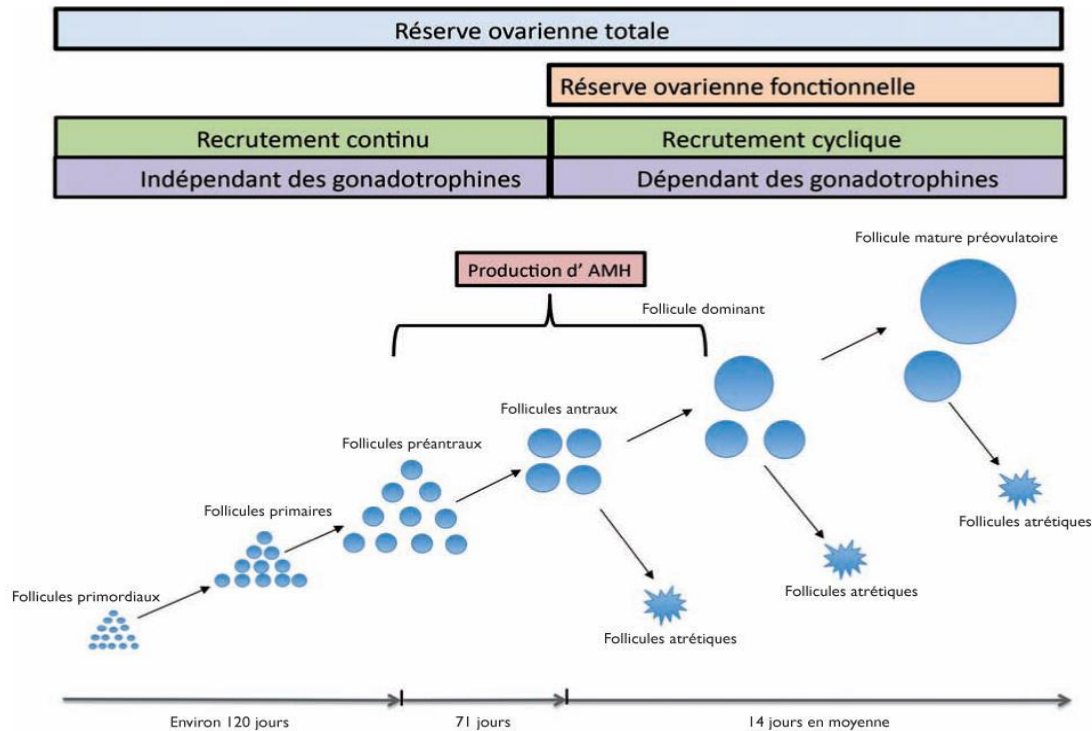 Réserve ovarienne totale
Réserve ovarienne fonctionnelle
Recrutement continu
Recrutement cyclique
Indépendant des gonadotrophines
Dépendant des gonadotrophines
Follicule mature préovulatoire
Production d' AMH
Follicule dominant
Follicules antraux
Follicules préantraux
Follicules primaires
Follicules atrétiques
Follicules primordiaux
Follicules atrétiques
Follicules atrétiques
Environ 120 jours
71 jours
14 jours en moyenne